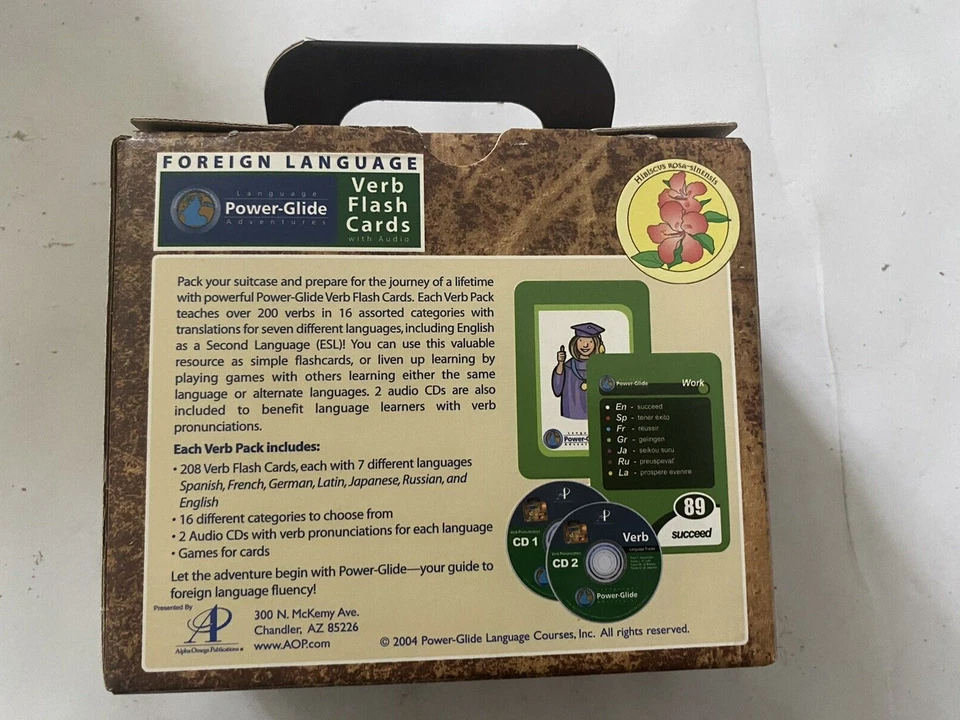 FOREIGN LANGUAGE
Language
Power-Glide
Adventures
Verb
Flash
Cards
with Audio
HIBISCUS ROSA-SINENSIS
Pack your suitcase and prepare for the journey of a lifetime
with powerful Power-Glide Verb Flash Cards. Each Verb Pack
teaches over 200 verbs in 16 assorted categories with
translations for seven different languages, including English
as a Second Language (ESL)! You can use this valuable
resource as simple flashcards, or liven up learning by
playing games with others learning either the same
language or alternate languages. 2 audio CDs are also
included to benefit language learners with verb
pronunciations.
Each Verb Pack includes:
• 208 Verb Flash Cards, each with 7 different languages
Spanish, French, German, Latin, Japanese, Russian, and
English
• 16 different categories to choose from
• 2 Audio CDs with verb pronunciations for each language
• Games for cards
Let the adventure begin with Power-Glide—your guide to
foreign language fluency!
Presented By
AP
Alpha Omega Publications
300 N. McKemy Ave.
Chandler, AZ 85226
www.AOP.com
© 2004 Power-Glide Language Courses, Inc. All rights reserved.
Power-Glide
Work
En - succeed
Sp - tener éxito
Fr - réussir
Gr - gelingen
Ja - seikou suru
Ru - preuspevat'
La - prospere evenire
89
succeed
CD 1
Verb
CD 2
Power-Glide